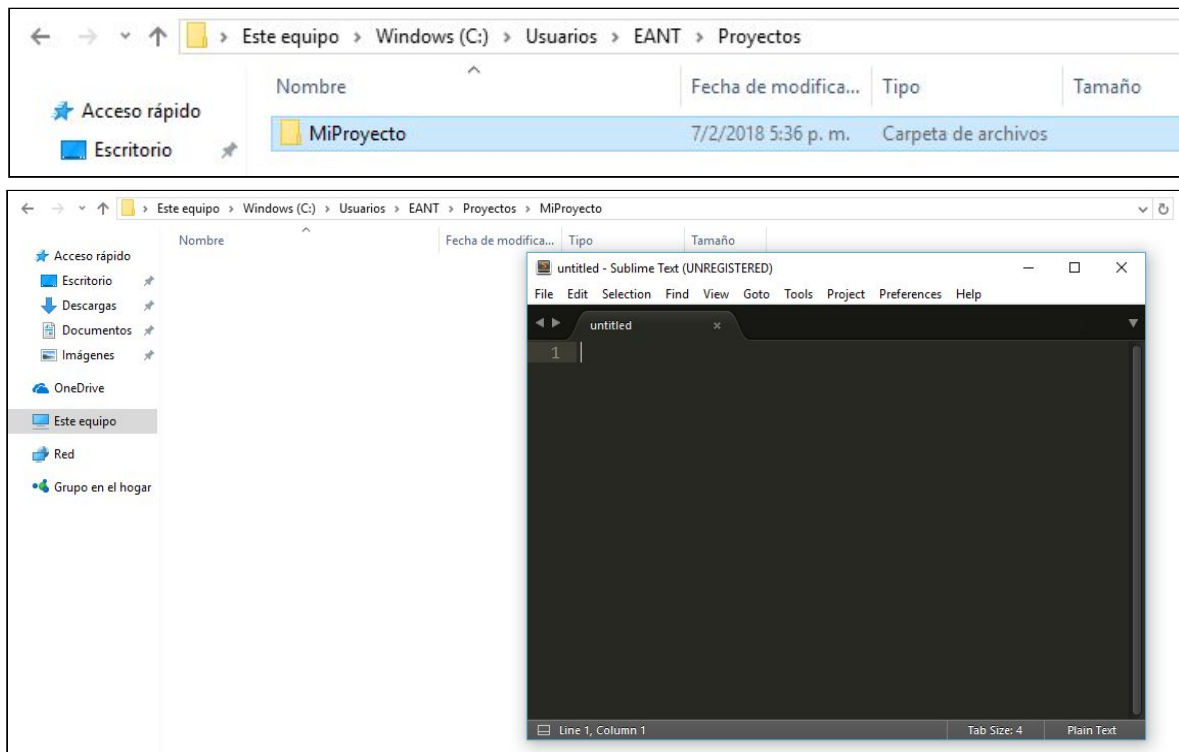 Este equipo > Windows (C:) > Usuarios > EANT > Proyectos
Nombre Fecha de modifica... Tipo Tamaño
Acceso rápido
MiProyecto 7/2/2018 5:36 p. m. Carpeta de archivos
Escritorio
Este equipo > Windows (C:) > Usuarios > EANT > Proyectos > MiProyecto
Nombre Fecha de modifica... Tipo Tamaño
Acceso rápido
Escritorio
Descargas
Documentos
Imágenes
OneDrive
Este equipo
Red
Grupo en el hogar
untitled - Sublime Text (UNREGISTERED)
File Edit Selection Find View Goto Tools Project Preferences Help
untitled
1
Line 1, Column 1 Tab Size: 4 Plain Text